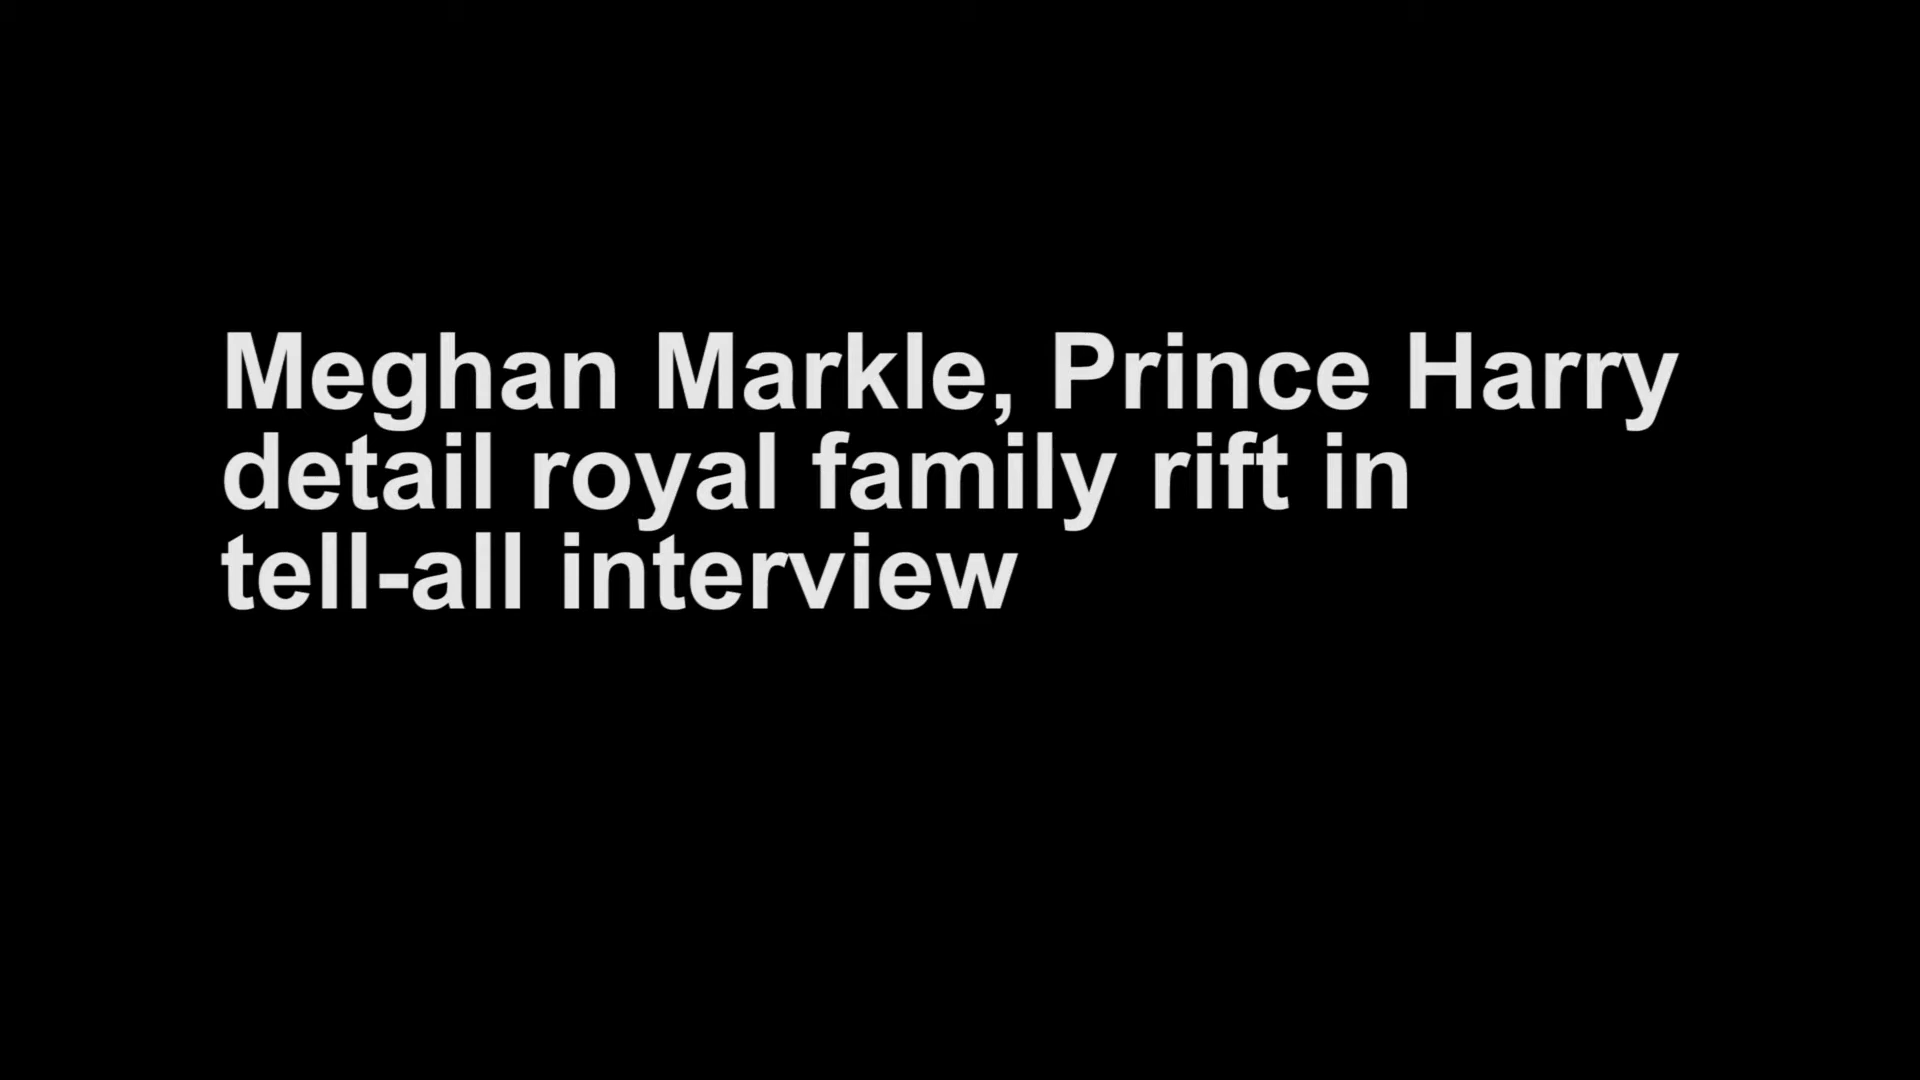 Meghan Markle, Prince Harry
detail royal family rift in
tell-all interview